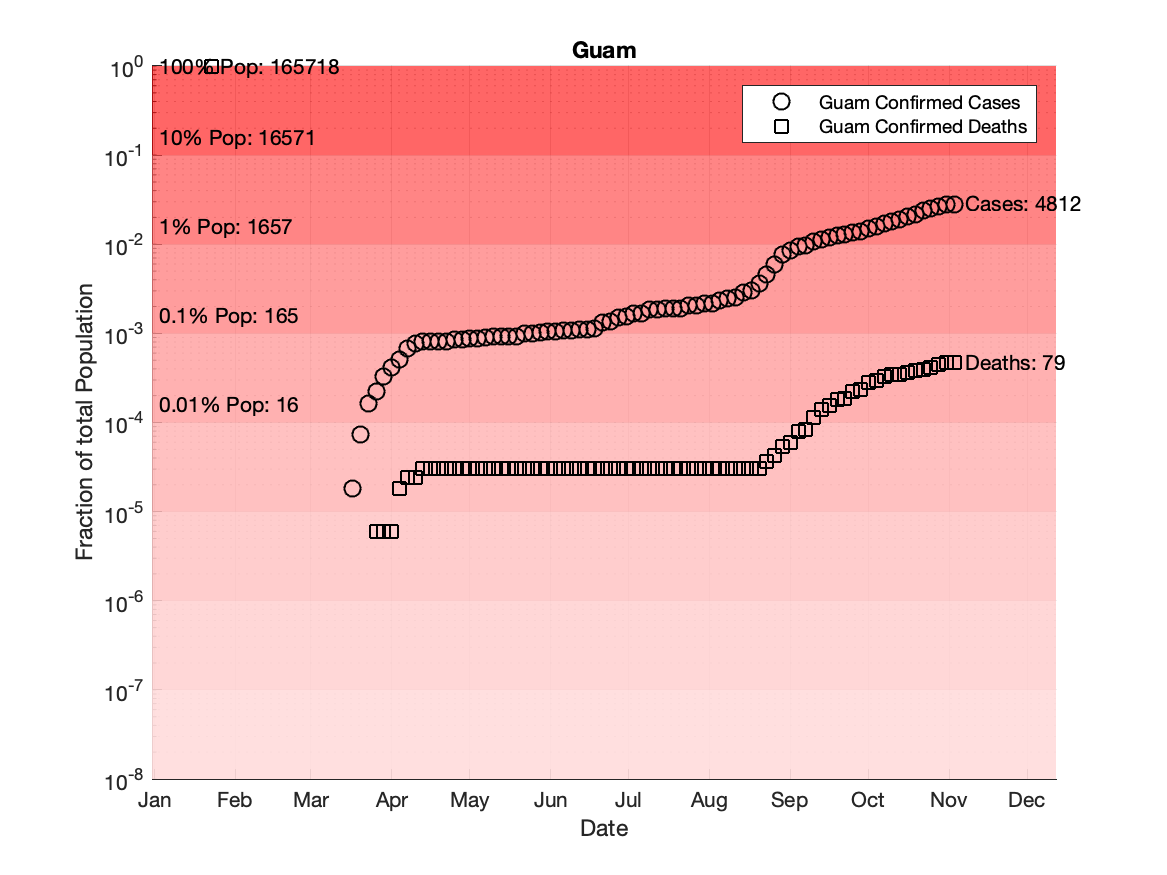 Guam
10^0
100% Pop: 165718
Guam Confirmed Cases
Guam Confirmed Deaths
10% Pop: 16571
10^-1
Cases: 4812
1% Pop: 1657
10^-2
0.1% Pop: 165
10^-3
Deaths: 79
0.01% Pop: 16
10^-4
10^-5
10^-6
10^-7
10^-8
Fraction of total Population
Jan Feb Mar Apr May Jun Jul Aug Sep Oct Nov Dec
Date